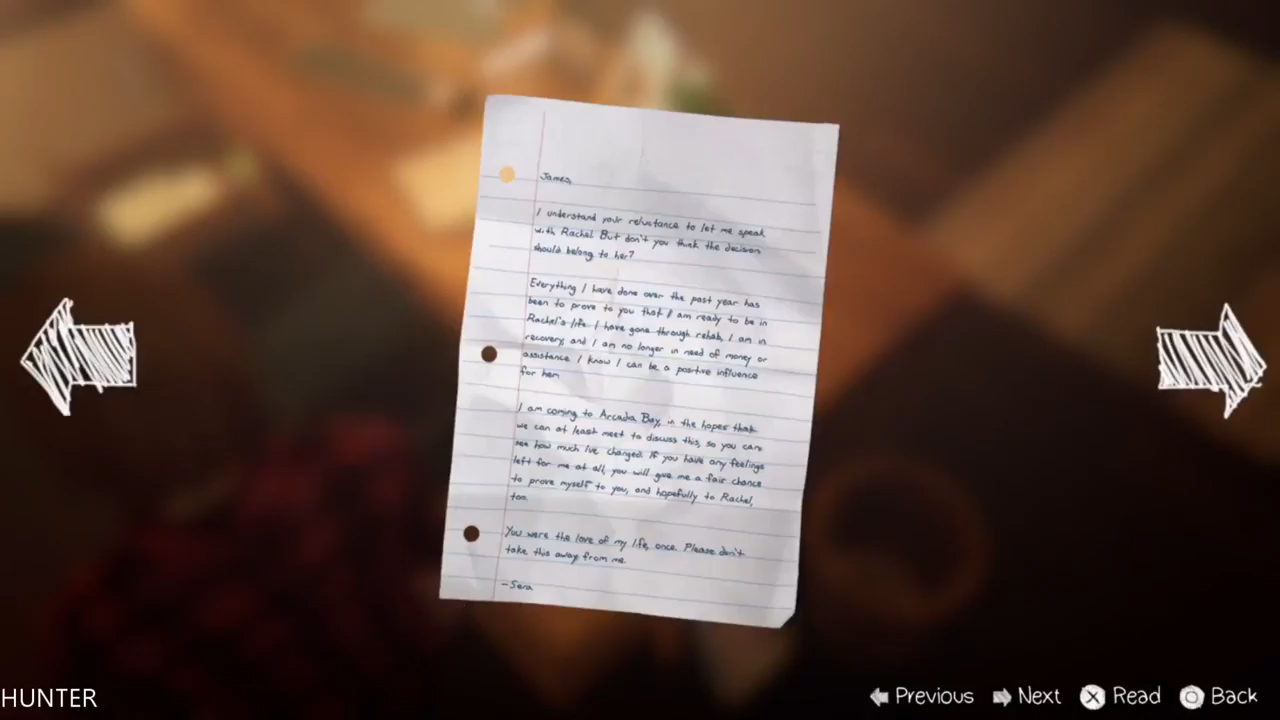 James,
I understand your reluctance to let me speak
with Rachel. But don't you think the decision
should belong to her?
Everything I have done over the past year has
been to prove to you that I am ready to be in
Rachel's life. I have gone through rehab, I am in
recovery, and I am no longer in need of money or
assistance. I know I can be a positive influence
for her.
I am coming to Arcadia Bay, in the hopes that
we can at least meet to discuss this, so you can
see how much I've changed. If you have any feelings
left for me at all, you will give me a fair chance
to prove myself to you, and hopefully to Rachel,
too.
You were the love of my life, once. Please don't
take this away from me.
-Sera
HUNTER
Previous Next Read Back